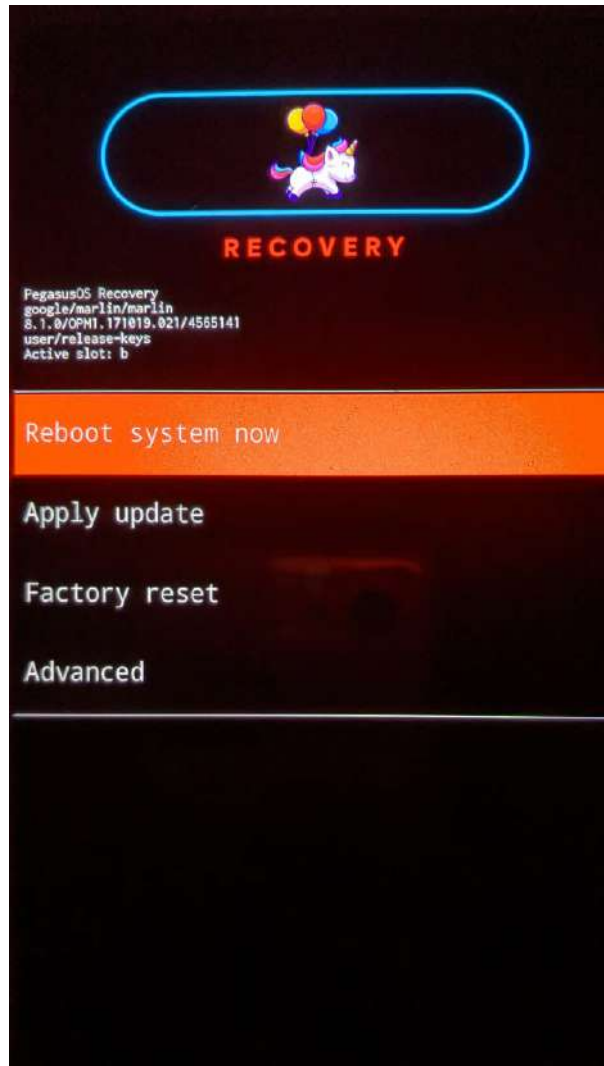 RECOVERY
PegasusOS Recovery
google/marlin/marlin
8.1.0/OPM1.171019.021/4565141
user/release-keys
Active slot: b
Reboot system now
Apply update
Factory reset
Advanced